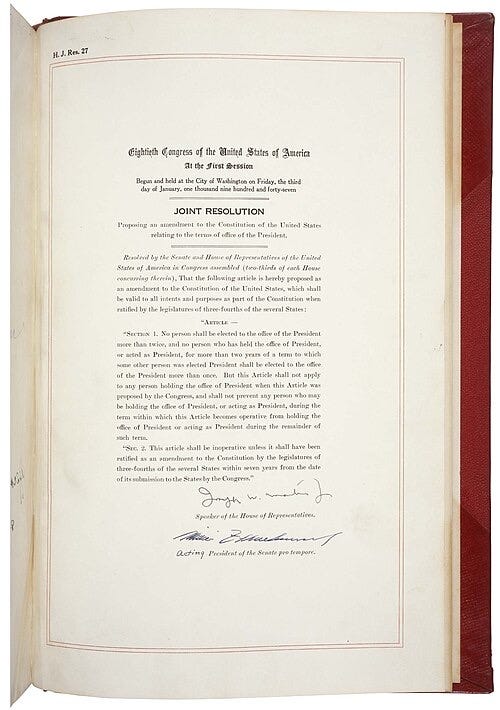 H. J. Res. 27
Eightieth Congress of the United States of America
At the First Session
Begun and held at the City of Washington on Friday, the third
day of January, one thousand nine hundred and forty-seven
JOINT RESOLUTION
Proposing an amendment to the Constitution of the United States
relating to the terms of office of the President.
Resolved by the Senate and House of Representatives of the United
States of America in Congress assembled (two-thirds of each House
concurring therein), That the following article is hereby proposed as
an amendment to the Constitution of the United States, which shall
be valid to all intents and purposes as part of the Constitution when
ratified by the legislatures of three-fourths of the several States:
"ARTICLE —
"SECTION 1. No person shall be elected to the office of the President
more than twice, and no person who has held the office of President,
or acted as President, for more than two years of a term to which
some other person was elected President shall be elected to the office
of the President more than once. But this Article shall not apply
to any person holding the office of President when this Article was
proposed by the Congress, and shall not prevent any person who may
be holding the office of President, or acting as President, during the
term within which this Article becomes operative from holding the
office of President or acting as President during the remainder of
such term.
"SEC. 2. This article shall be inoperative unless it shall have been
ratified as an amendment to the Constitution by the legislatures of
three-fourths of the several States within seven years from the date
of its submission to the States by the Congress."
Joseph W. Martin Jr
Speaker of the House of Representatives.
acting President of the Senate pro tempore.